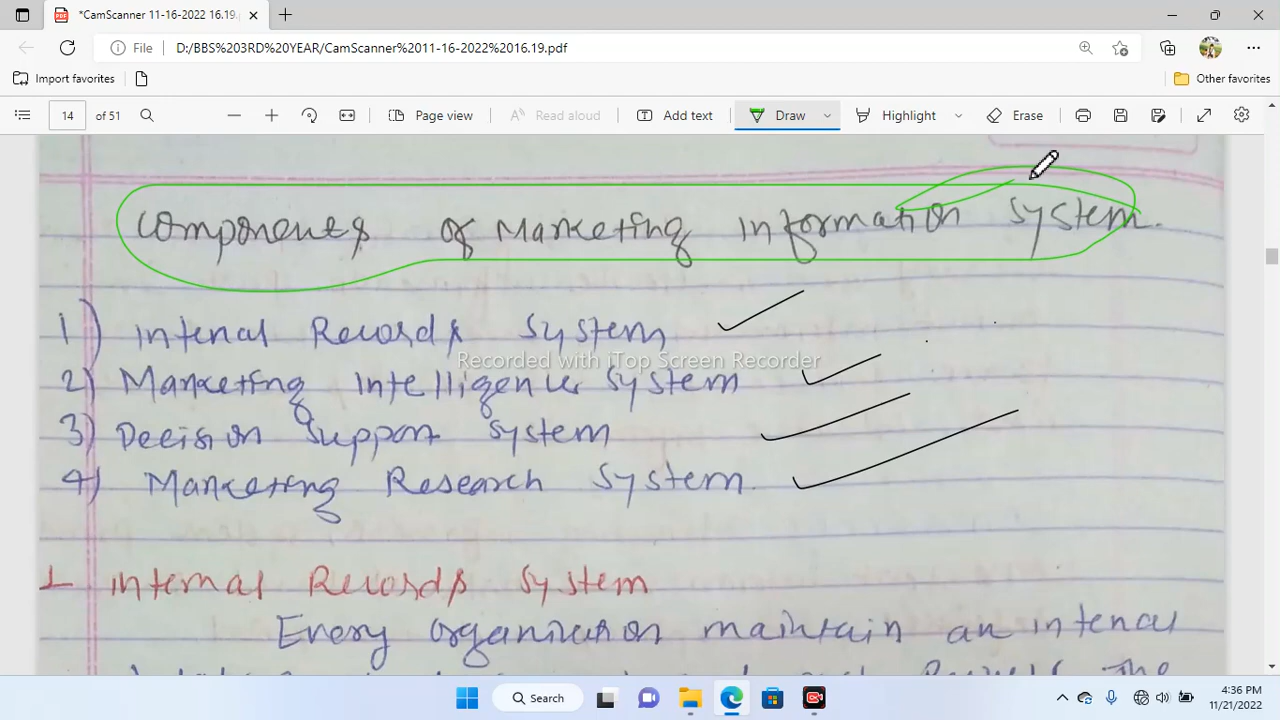 *CamScanner 11-16-2022 16.19.
File D:/BBS%203RD%20YEAR/CamScanner%2011-16-2022%2016.19.pdf
Import favorites
Other favorites
14 of 51 Page view Read aloud Add text Draw Highlight Erase
Components of Marketing Information System.
1) Intenal Records System
Recorded with iTop Screen Recorder
2) Marketing Intelligence System
3) Decision Support System
4) Marketing Research System.
1 Internal Records System
Every organization maintain an intenal
Search
4:36 PM
11/21/2022